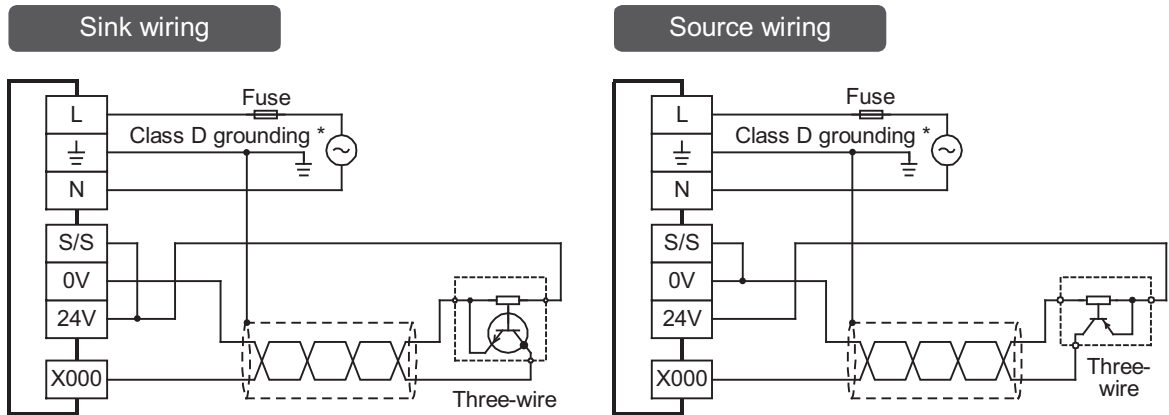 Sink wiring
L
Fuse
Class D grounding *
N
S/S
0V
24V
X000
Three-wire
Source wiring
L
Fuse
Class D grounding *
N
S/S
0V
24V
X000
Three-
wire